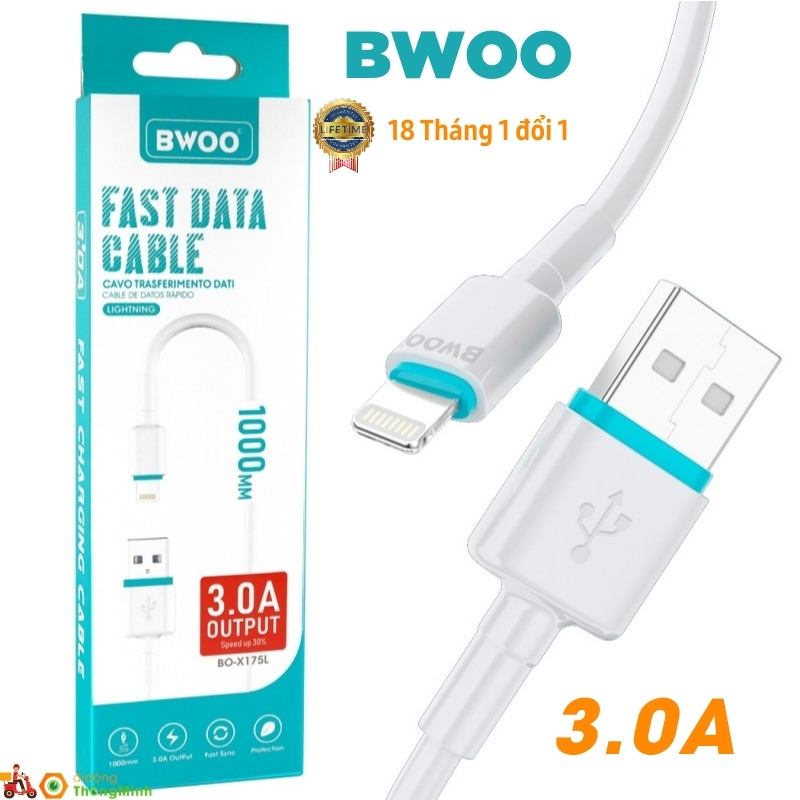 BWOO
LIFETIME
18 Tháng 1 đổi 1
BWOO
FAST DATA
CABLE
CAVO TRASFERIMENTO DATI
CABLE DE DATOS RÁPIDO
LIGHTNING
3.0A FAST CHARGING CABLE
1000MM
3.0A
OUTPUT
Speed up 30%
BO-X175L
1000mm
3.0A OutPut
Fast Sync
Protection
BWOO
3.0A
ThôngMinh